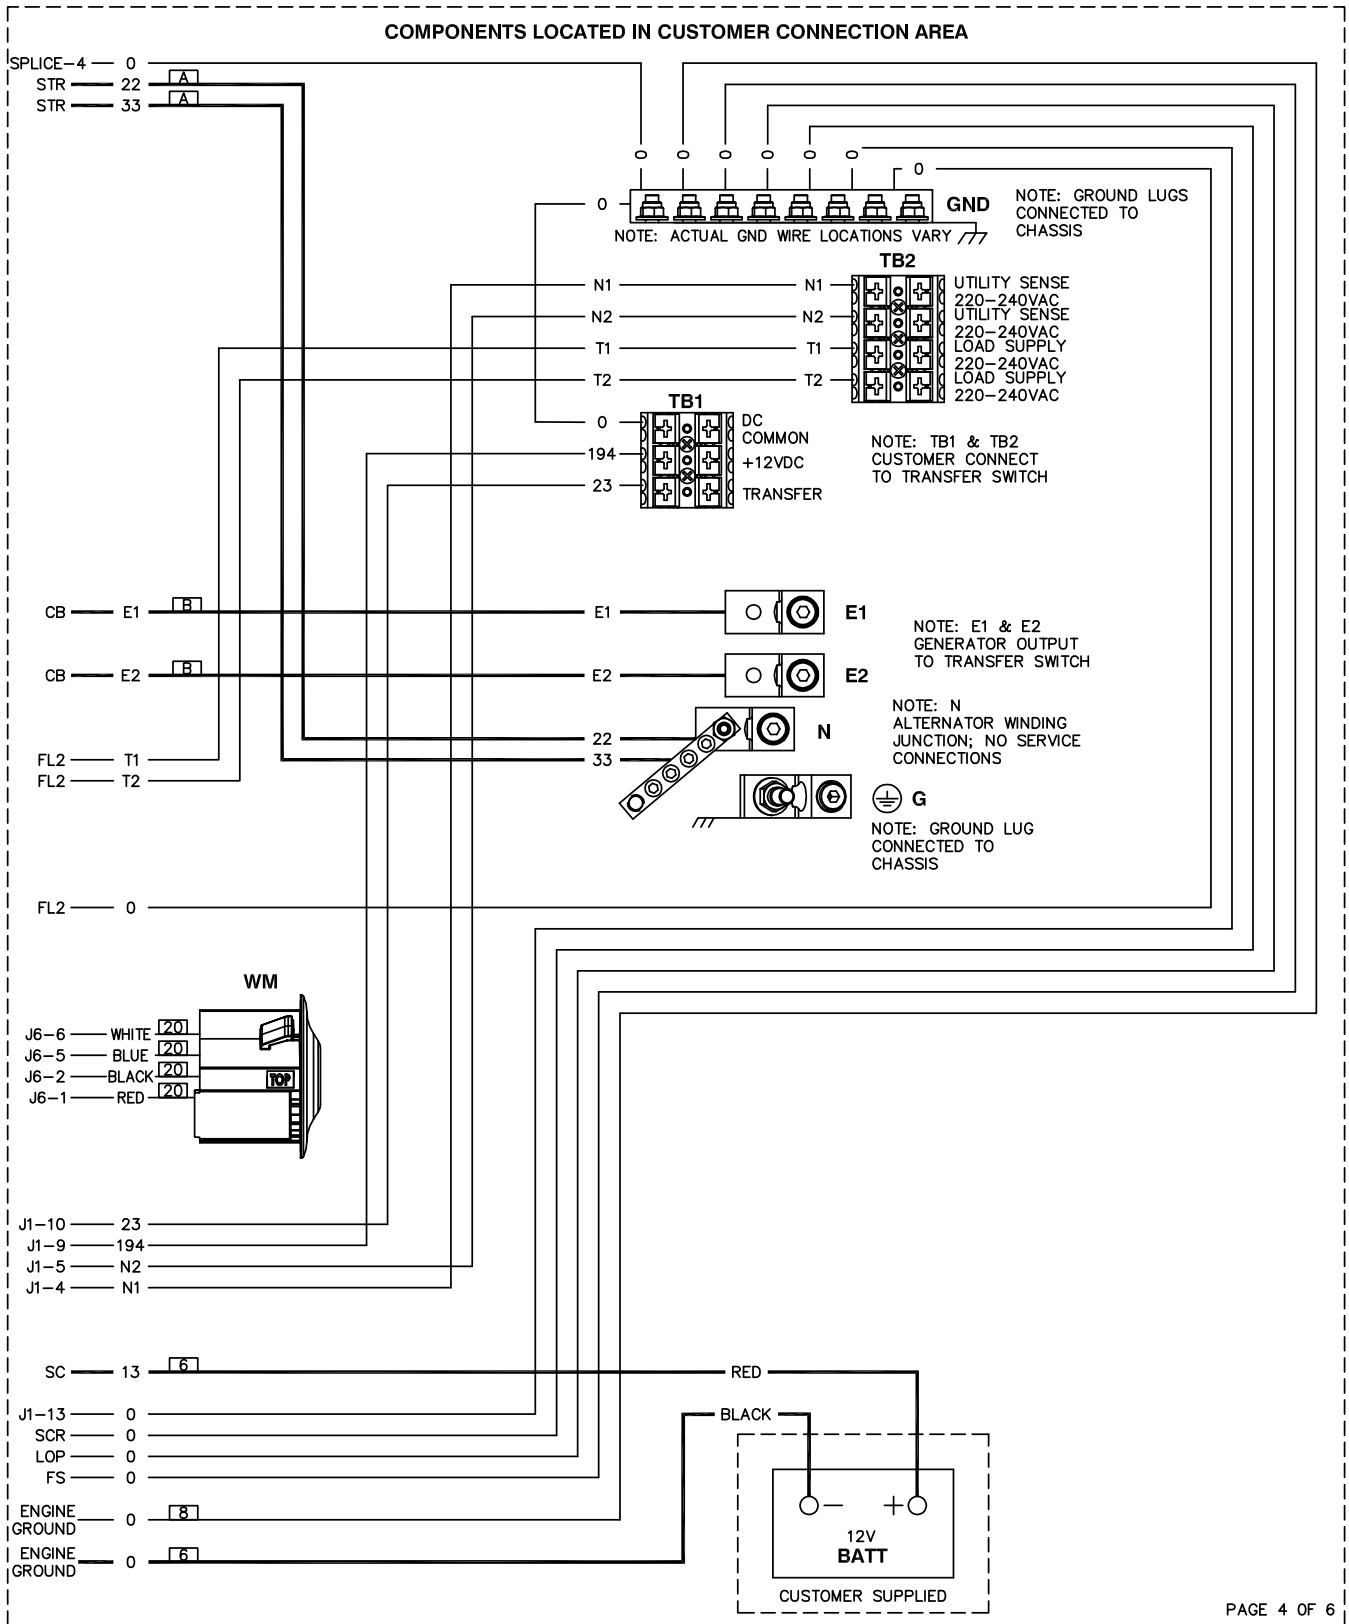 COMPONENTS LOCATED IN CUSTOMER CONNECTION AREA
SPLICE-4 0
STR 22 A
STR 33 A
0 0 0 0 0 0
0
0 GND
NOTE: GROUND LUGS
CONNECTED TO
CHASSIS
NOTE: ACTUAL GND WIRE LOCATIONS VARY
TB2
N1 N1 UTILITY SENSE
220-240VAC
N2 N2 UTILITY SENSE
220-240VAC
T1 T1 LOAD SUPPLY
220-240VAC
T2 T2 LOAD SUPPLY
220-240VAC
TB1
0 DC
COMMON
194 +12VDC
23 TRANSFER
NOTE: TB1 & TB2
CUSTOMER CONNECT
TO TRANSFER SWITCH
CB E1 B E1 E1
NOTE: E1 & E2
GENERATOR OUTPUT
TO TRANSFER SWITCH
CB E2 B E2 E2
NOTE: N
ALTERNATOR WINDING
JUNCTION; NO SERVICE
CONNECTIONS
22 N
33
FL2 T1
FL2 T2
G
NOTE: GROUND LUG
CONNECTED TO
CHASSIS
FL2 0
WM
J6-6 WHITE 20
J6-5 BLUE 20
J6-2 BLACK 20
TOP
J6-1 RED 20
J1-10 23
J1-9 194
J1-5 N2
J1-4 N1
SC 13 6 RED
J1-13 0 BLACK
SCR 0
LOP 0
FS 0
ENGINE
GROUND 0 8
ENGINE
GROUND 0 6
- +
12V
BATT
CUSTOMER SUPPLIED
PAGE 4 OF 6